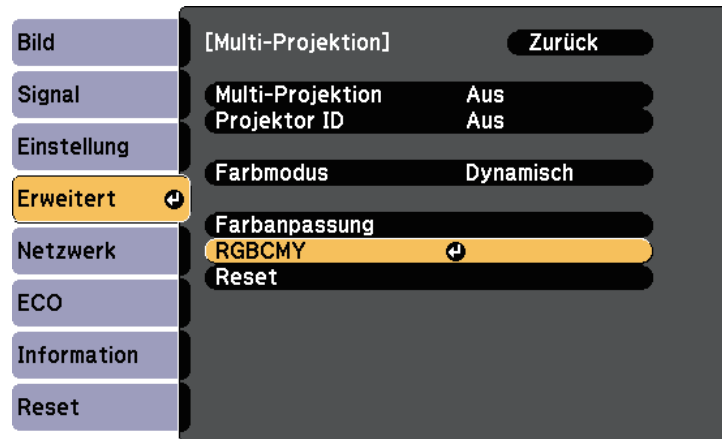 Bild
Signal
Einstellung
Erweitert
Netzwerk
ECO
Information
Reset
[Multi-Projektion] Zurück
Multi-Projektion Aus
Projektor ID Aus
Farbmodus Dynamisch
Farbanpassung
RGBCMY
Reset